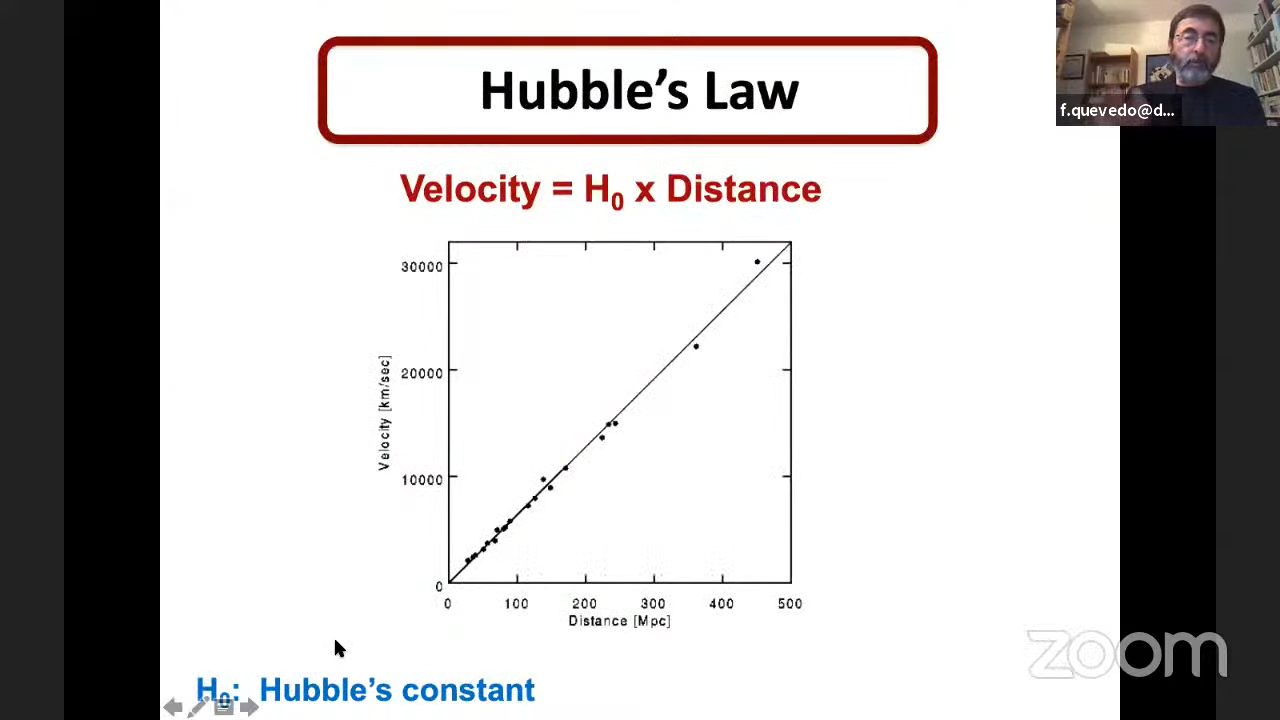 Hubble's Law
f.quevedo@d...
Velocity = H₀ x Distance
30000
20000
10000
0
Velocity [km/sec]
0 100 200 300 400 500
Distance [Mpc]
zoom
H₀: Hubble's constant